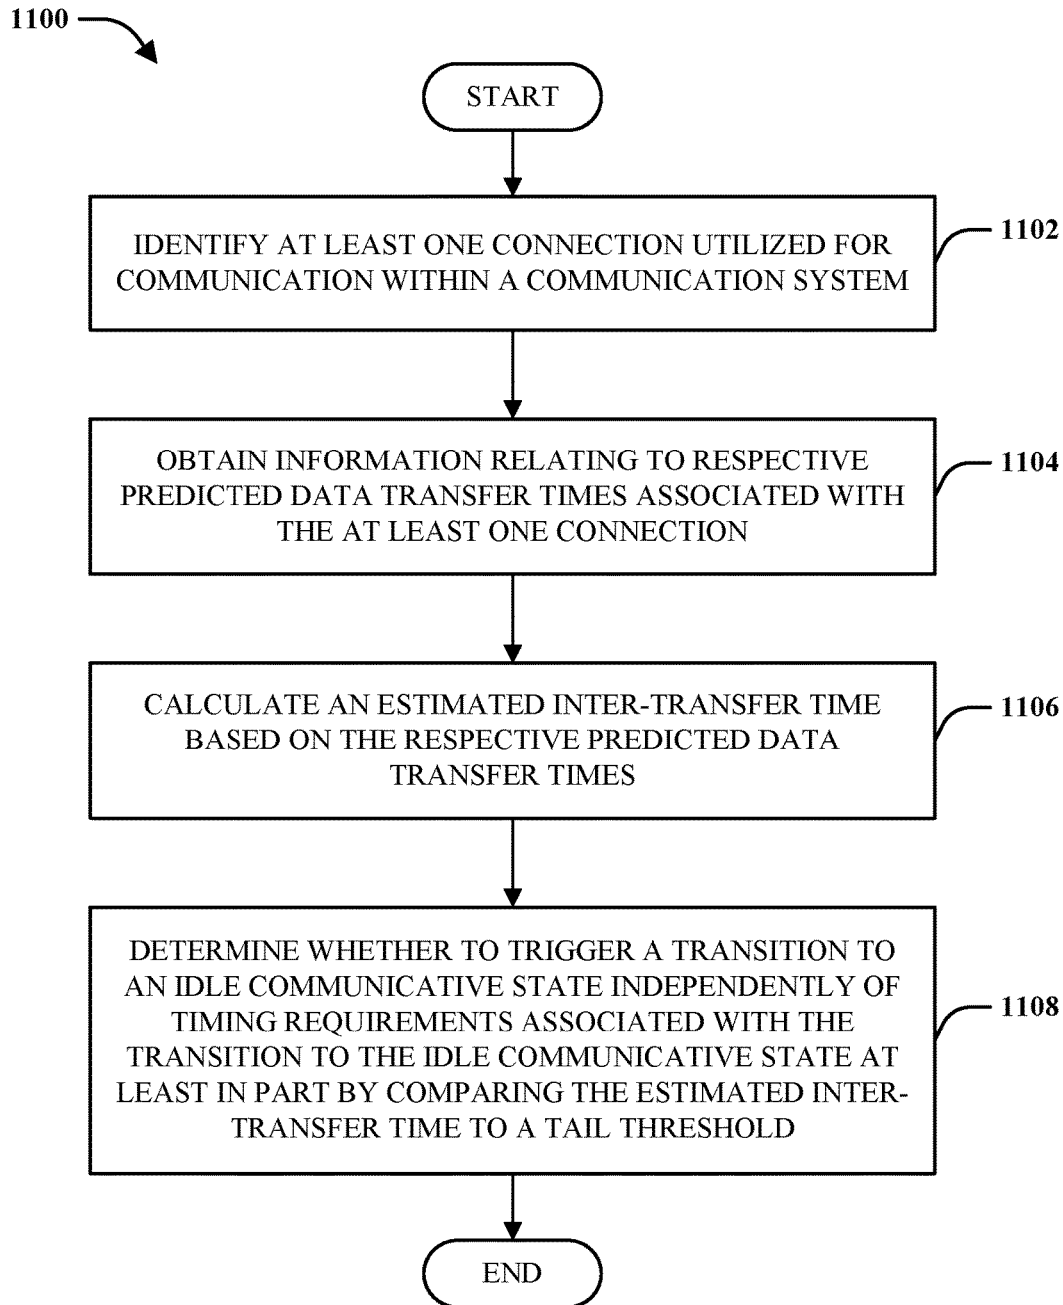 1100
START
IDENTIFY AT LEAST ONE CONNECTION UTILIZED FOR
COMMUNICATION WITHIN A COMMUNICATION SYSTEM
1102
OBTAIN INFORMATION RELATING TO RESPECTIVE
PREDICTED DATA TRANSFER TIMES ASSOCIATED WITH
THE AT LEAST ONE CONNECTION
1104
CALCULATE AN ESTIMATED INTER-TRANSFER TIME
BASED ON THE RESPECTIVE PREDICTED DATA
TRANSFER TIMES
1106
DETERMINE WHETHER TO TRIGGER A TRANSITION TO
AN IDLE COMMUNICATIVE STATE INDEPENDENTLY OF
TIMING REQUIREMENTS ASSOCIATED WITH THE
TRANSITION TO THE IDLE COMMUNICATIVE STATE AT
LEAST IN PART BY COMPARING THE ESTIMATED INTER-
TRANSFER TIME TO A TAIL THRESHOLD
1108
END